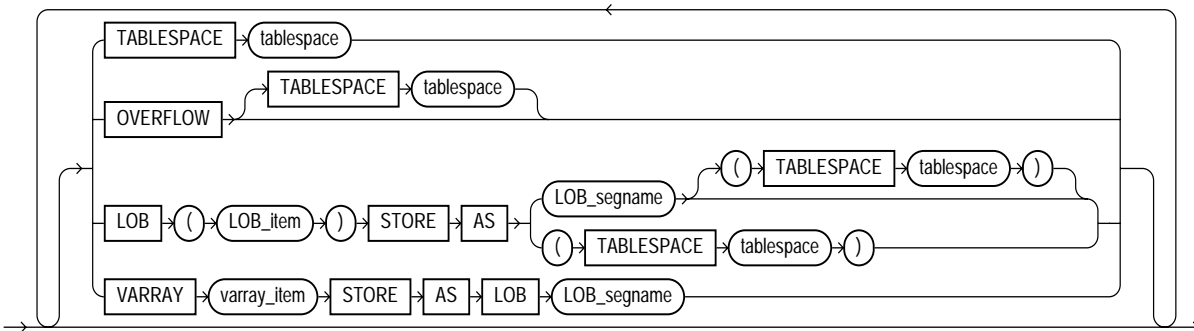 TABLESPACE tablespace
TABLESPACE tablespace
OVERFLOW
( TABLESPACE tablespace )
LOB_segname
LOB ( LOB_item ) STORE AS
( TABLESPACE tablespace )
VARRAY varray_item STORE AS LOB LOB_segname